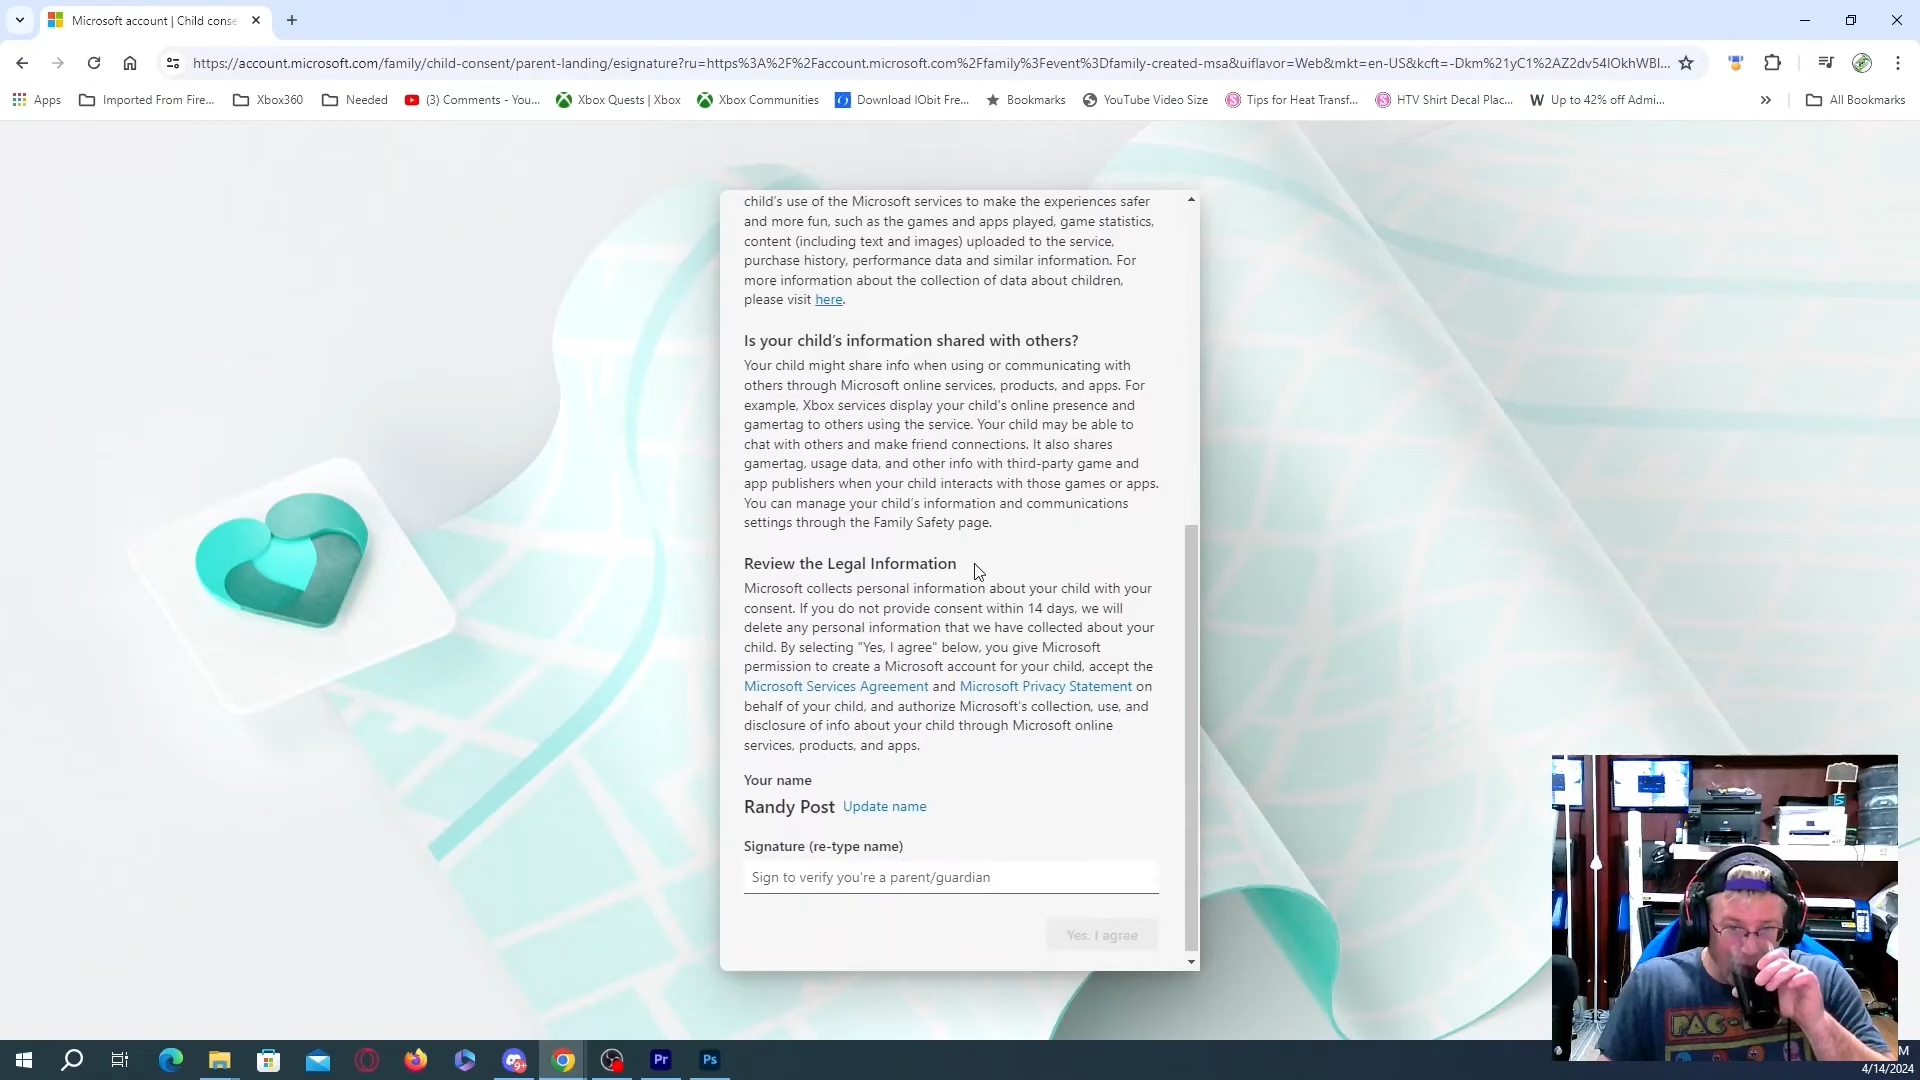 Microsoft account | Child conse
https://account.microsoft.com/family/child-consent/parent-landing/esignature?ru=https%3A%2F%2Faccount.microsoft.com%2Ffamily%3Fevent%3Dfamily-created-msa&uiflavor=Web&mkt=en-US&kcft=-Dkm%21yC1%2AZ2dv54lOkhWBl...
Apps
Imported From Fire...
Xbox360
Needed
(3) Comments - You...
Xbox Quests | Xbox
Xbox Communities
Download IObit Fre...
Bookmarks
YouTube Video Size
Tips for Heat Transf...
HTV Shirt Decal Plac...
Up to 42% off Admi...
All Bookmarks
child's use of the Microsoft services to make the experiences safer
and more fun, such as the games and apps played, game statistics,
content (including text and images) uploaded to the service,
purchase history, performance data and similar information. For
more information about the collection of data about children,
please visit here.
Is your child's information shared with others?
Your child might share info when using or communicating with
others through Microsoft online services, products, and apps. For
example, Xbox services display your child's online presence and
gamertag to others using the service. Your child may be able to
chat with others and make friend connections. It also shares
gamertag, usage data, and other info with third-party game and
app publishers when your child interacts with those games or apps.
You can manage your child's information and communications
settings through the Family Safety page.
Review the Legal Information
Microsoft collects personal information about your child with your
consent. If you do not provide consent within 14 days, we will
delete any personal information that we have collected about your
child. By selecting "Yes, I agree" below, you give Microsoft
permission to create a Microsoft account for your child, accept the
Microsoft Services Agreement and Microsoft Privacy Statement on
behalf of your child, and authorize Microsoft's collection, use, and
disclosure of info about your child through Microsoft online
services, products, and apps.
Your name
Randy Post Update name
Signature (re-type name)
Sign to verify you're a parent/guardian
Yes, I agree
PAC-
9+
Pr
Ps
M
4/14/2024